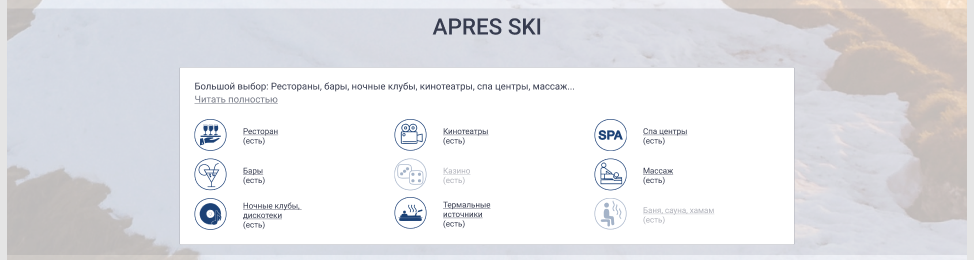 APRES SKI
Большой выбор: Рестораны, бары, ночные клубы, кинотеатры, спа центры, массаж...
Читать полностью
Ресторан
(есть)
Кинотеатры
(есть)
SPA
Спа центры
(есть)
Бары
(есть)
Казино
(есть)
Массаж
(есть)
Ночные клубы,
дискотеки
(есть)
Термальные
источники
(есть)
Баня, сауна, хамам
(есть)